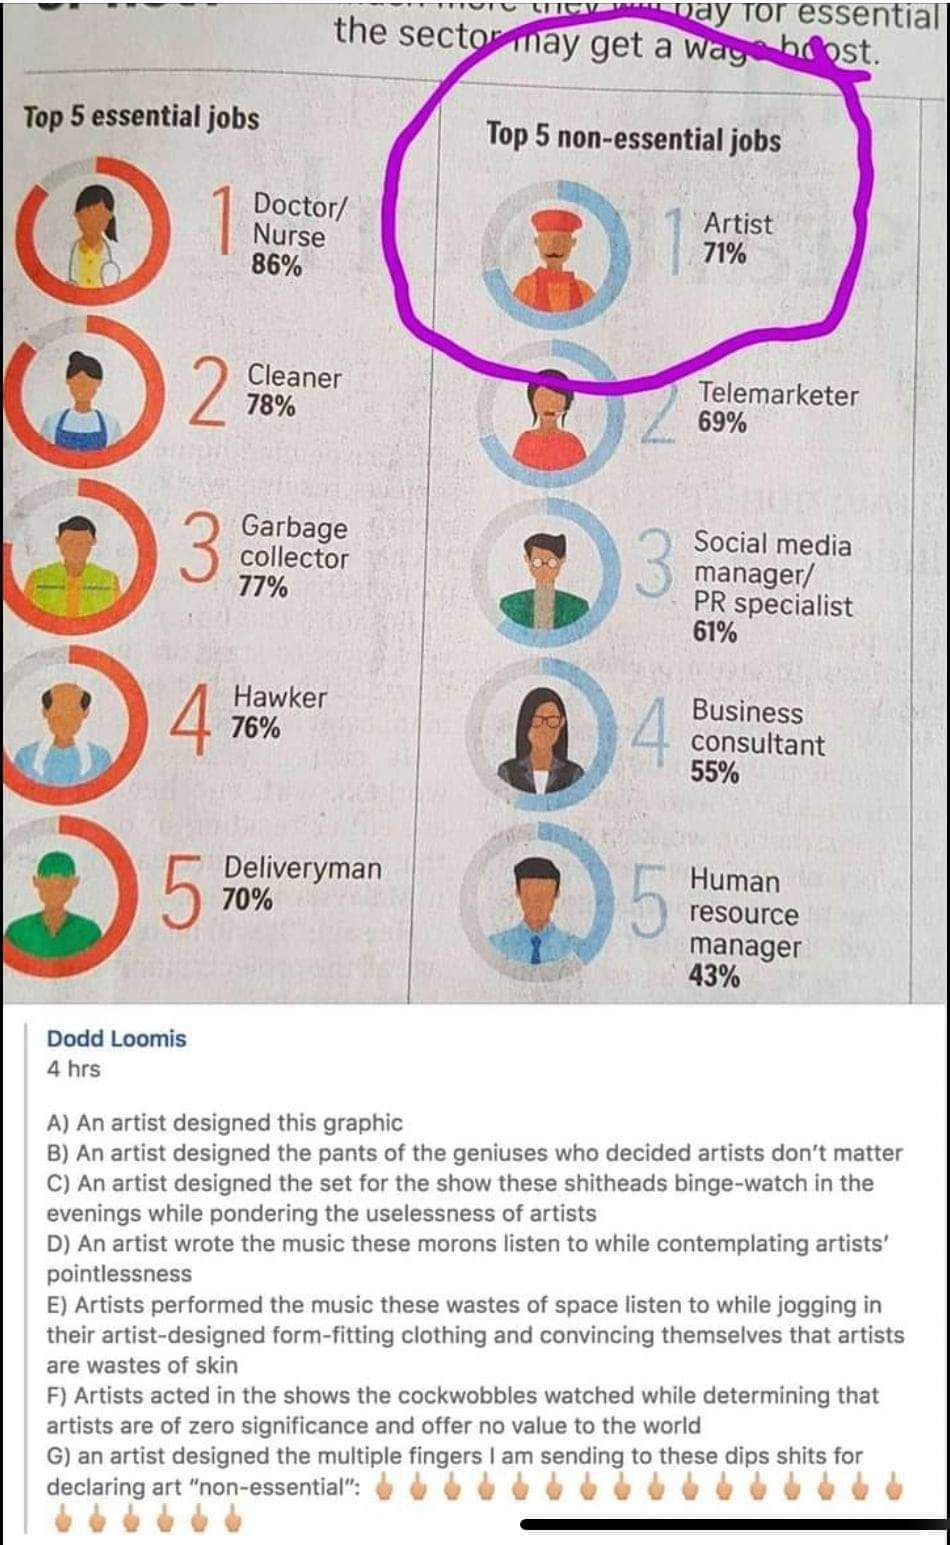 pay for essential
the sector may get a wage boost.
Top 5 essential jobs
1 Doctor/
Nurse
86%
2 Cleaner
78%
3 Garbage
collector
77%
4 Hawker
76%
5 Deliveryman
70%
Top 5 non-essential jobs
1 Artist
71%
2 Telemarketer
69%
3 Social media
manager/
PR specialist
61%
4 Business
consultant
55%
5 Human
resource
manager
43%
Dodd Loomis
4 hrs
A) An artist designed this graphic
B) An artist designed the pants of the geniuses who decided artists don't matter
C) An artist designed the set for the show these shitheads binge-watch in the
evenings while pondering the uselessness of artists
D) An artist wrote the music these morons listen to while contemplating artists'
pointlessness
E) Artists performed the music these wastes of space listen to while jogging in
their artist-designed form-fitting clothing and convincing themselves that artists
are wastes of skin
F) Artists acted in the shows the cockwobbles watched while determining that
artists are of zero significance and offer no value to the world
G) an artist designed the multiple fingers I am sending to these dips shits for
declaring art "non-essential": 🖕🏼🖕🏼🖕🏼🖕🏼🖕🏼🖕🏼🖕🏼🖕🏼🖕🏼🖕🏼🖕🏼🖕🏼🖕🏼🖕🏼🖕🏼🖕🏼
🖕🏼🖕🏼🖕🏼🖕🏼🖕🏼🖕🏼